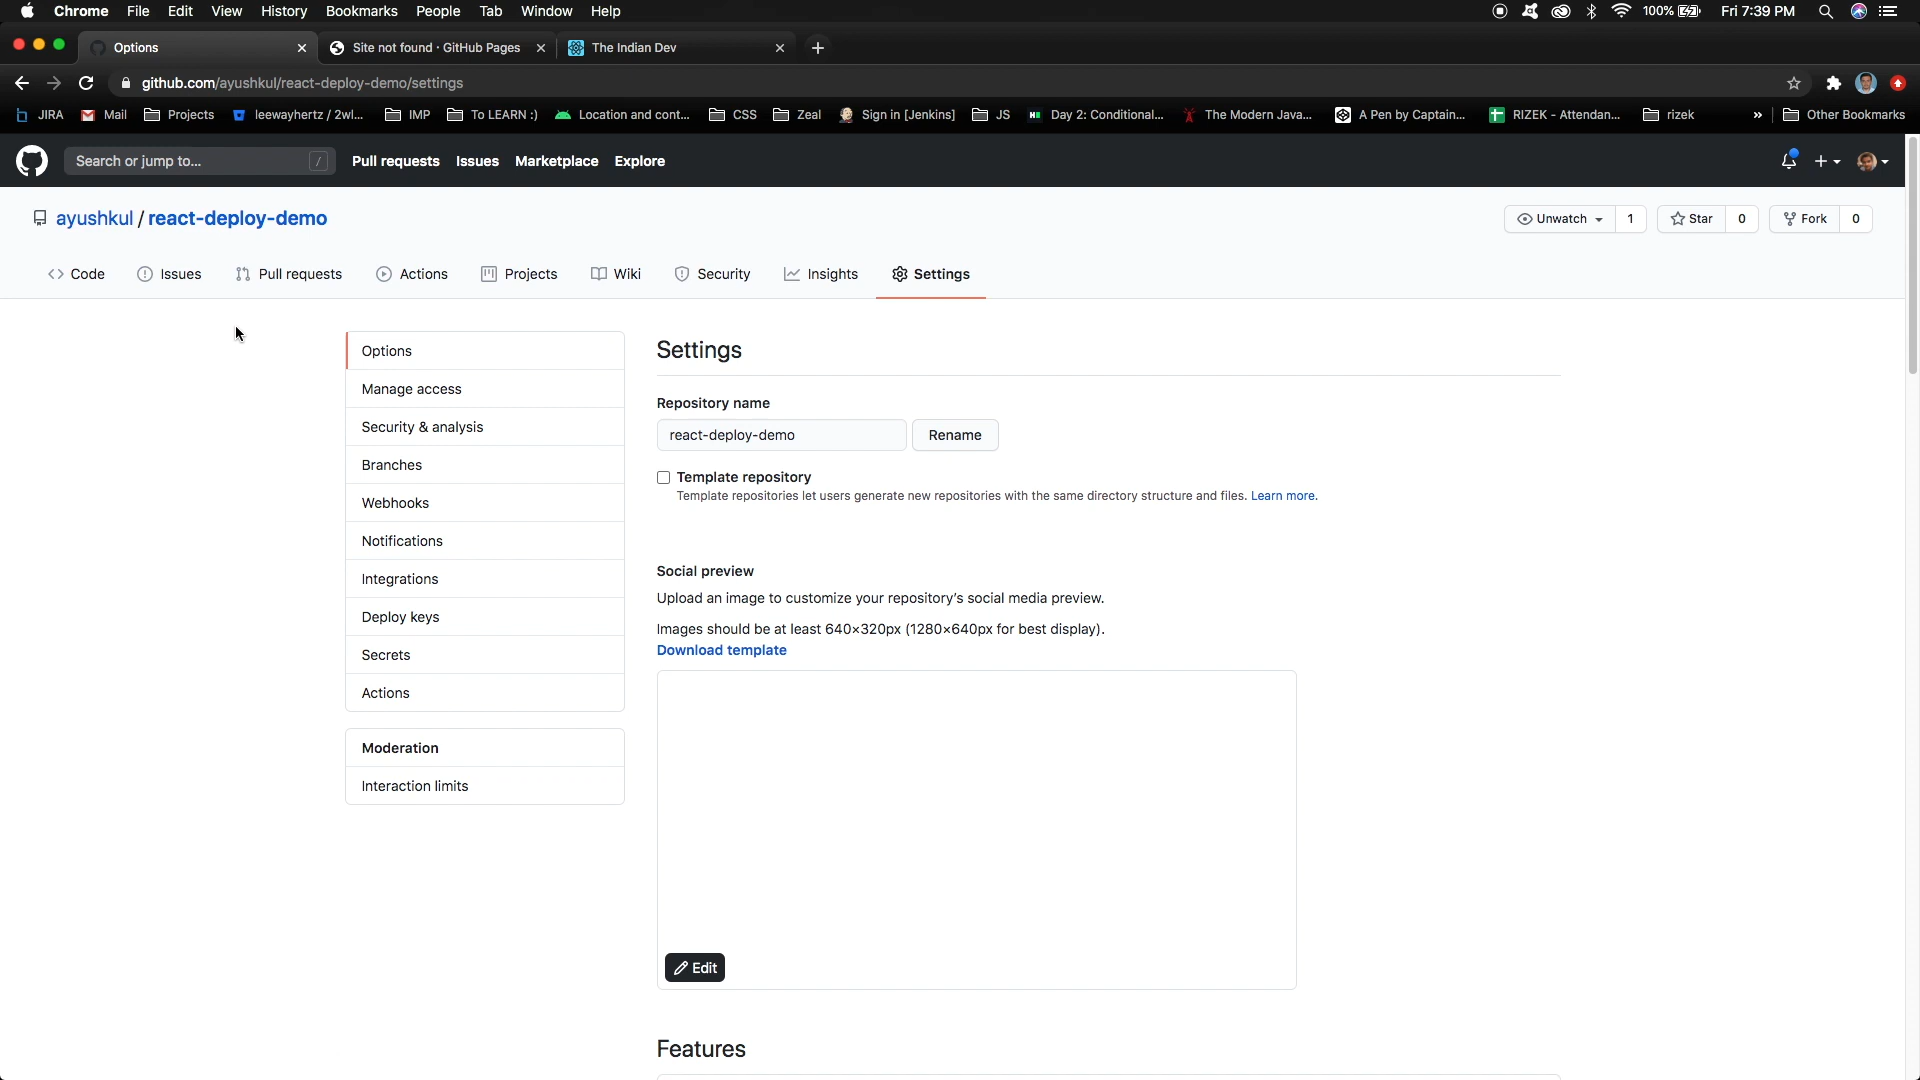 Chrome File Edit View History Bookmarks People Tab Window Help 100% Fri 7:39 PM
Options Site not found · GitHub Pages The Indian Dev
github.com/ayushkul/react-deploy-demo/settings
JIRA Mail Projects leewayhertz / 2wl... IMP To LEARN :) Location and cont... CSS Zeal Sign in [Jenkins] JS Day 2: Conditional... The Modern Java... A Pen by Captain... RIZEK - Attendan... rizek » Other Bookmarks
Search or jump to... / Pull requests Issues Marketplace Explore
ayushkul / react-deploy-demo Unwatch 1 Star 0 Fork 0
Code Issues Pull requests Actions Projects Wiki Security Insights Settings
Options
Manage access
Security & analysis
Branches
Webhooks
Notifications
Integrations
Deploy keys
Secrets
Actions
Moderation
Interaction limits
Settings
Repository name
react-deploy-demo Rename
Template repository
Template repositories let users generate new repositories with the same directory structure and files. Learn more.
Social preview
Upload an image to customize your repository's social media preview.
Images should be at least 640×320px (1280×640px for best display).
Download template
Edit
Features